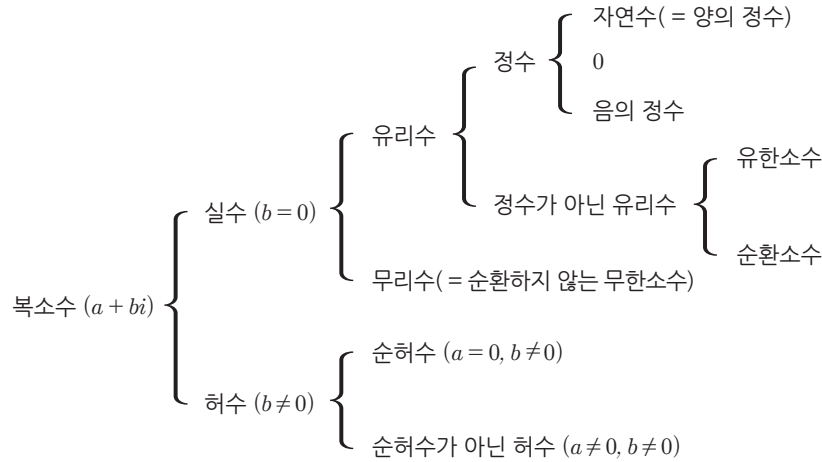 자연수( = 양의 정수)
정수
0
음의 정수
유리수
유한소수
정수가 아닌 유리수
실수 (b = 0)
순환소수
무리수( = 순환하지 않는 무한소수)
복소수 (a + bi)
순허수 (a = 0, b ≠ 0)
허수 (b ≠ 0)
순허수가 아닌 허수 (a ≠ 0, b ≠ 0)